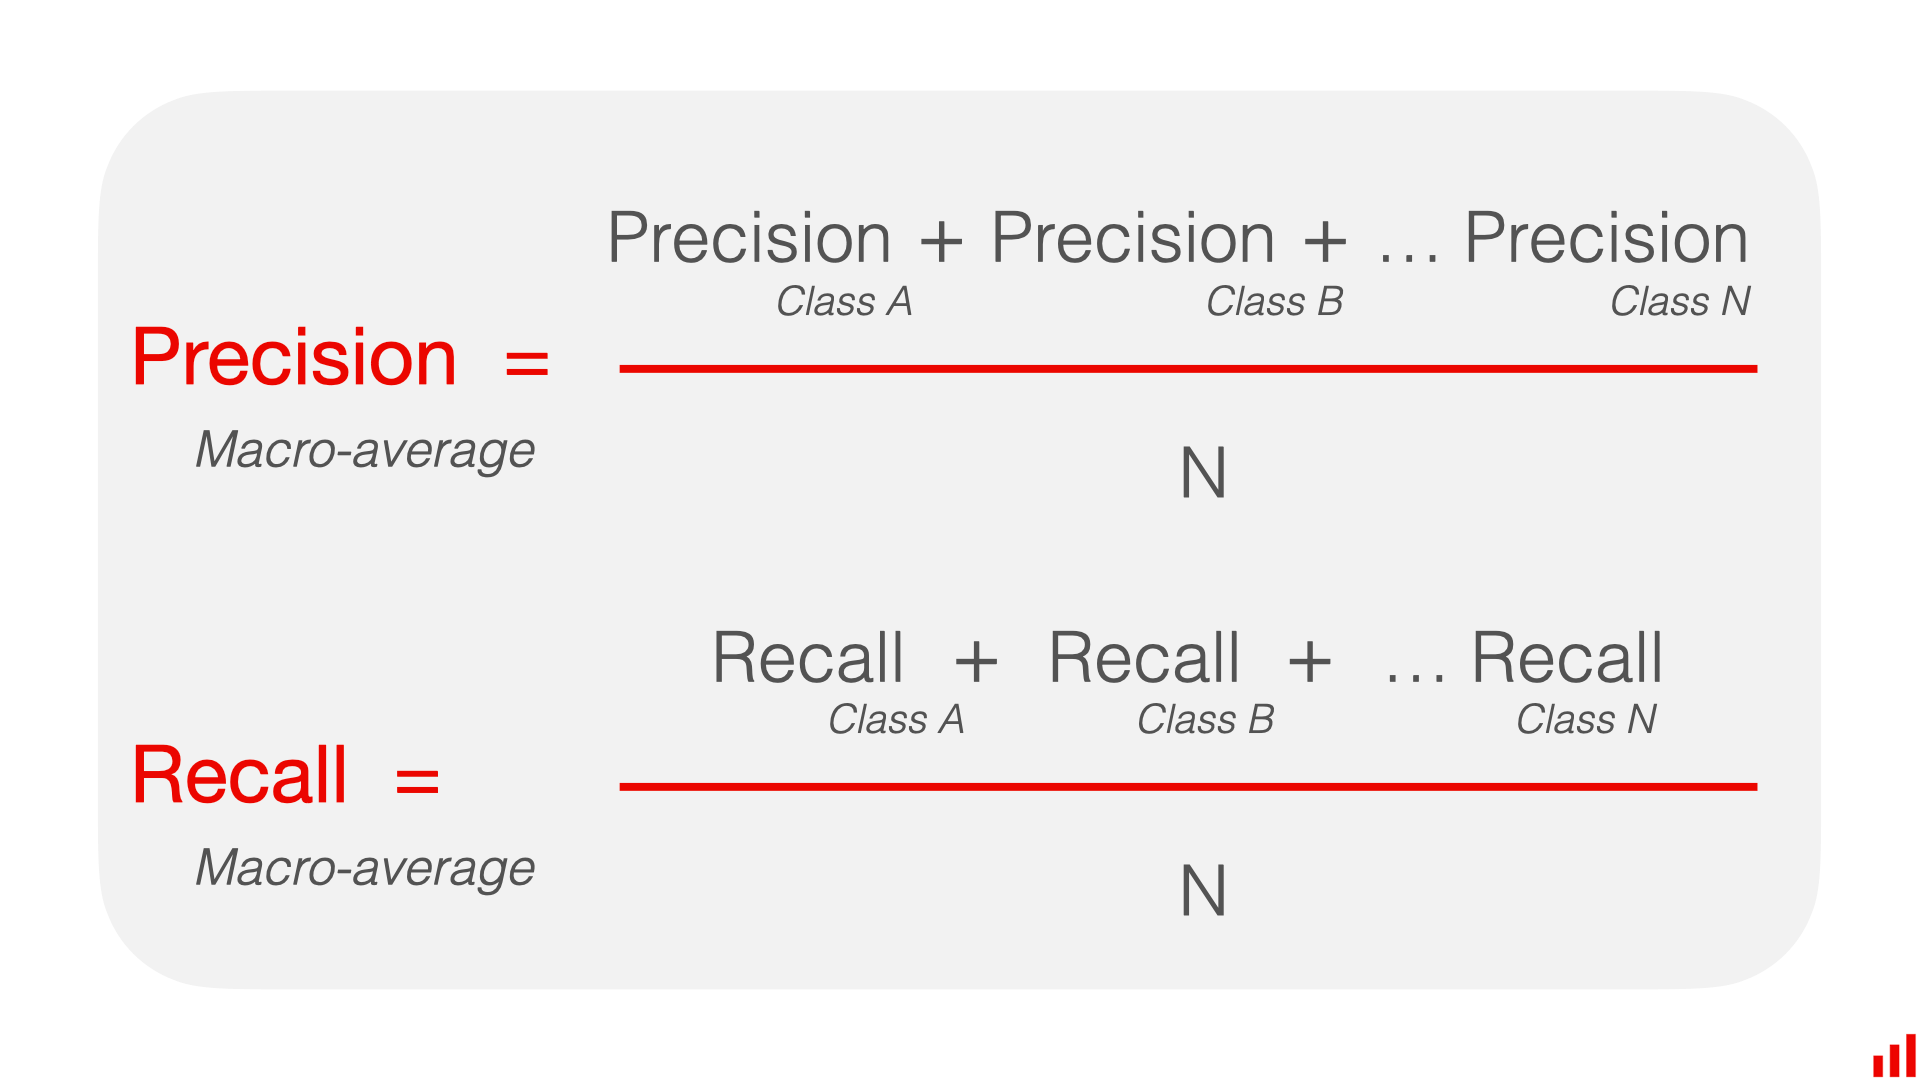 Precision + Precision + … Precision
Class A Class B Class N
Precision =
Macro-average
N
Recall + Recall + … Recall
Class A Class B Class N
Recall =
Macro-average
N